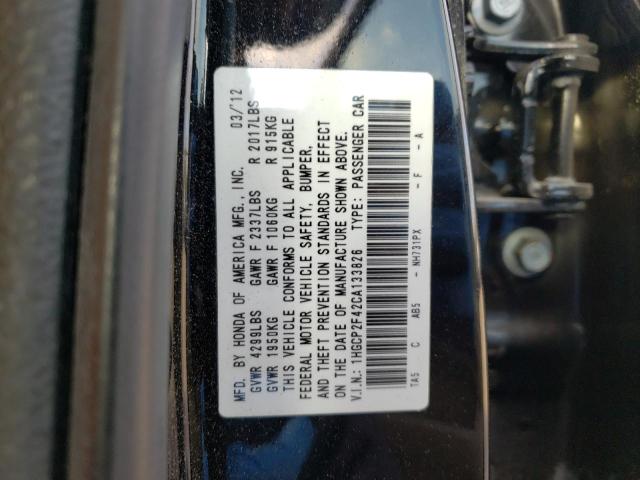 MFD. BY HONDA OF AMERICA MFG., INC. 03/12
GVWR 4299LBS GAWR F 2337LBS R 2017LBS
GVWR 1950KG GAWR F 1060KG R 915KG
THIS VEHICLE CONFORMS TO ALL APPLICABLE
FEDERAL MOTOR VEHICLE SAFETY, BUMPER,
AND THEFT PREVENTION STANDARDS IN EFFECT
ON THE DATE OF MANUFACTURE SHOWN ABOVE.
V.I.N.: 1HGCP2F42CA133826 TYPE: PASSENGER CAR
TA5 C AB5 - NH731PX - F - A